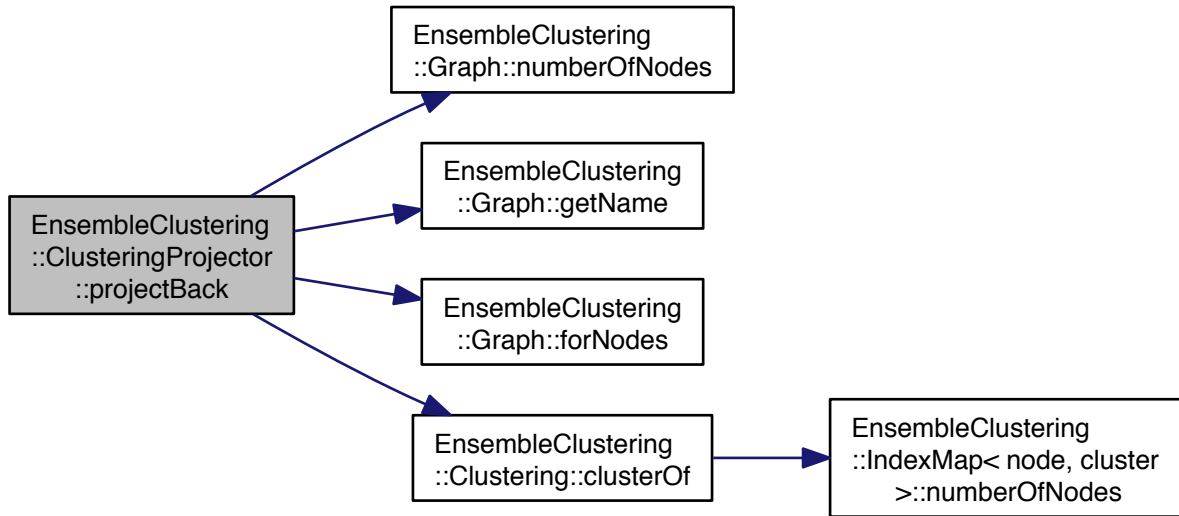 EnsembleClustering
::Graph::numberOfNodes
EnsembleClustering
::Graph::getName
EnsembleClustering
::ClusteringProjector
::projectBack
EnsembleClustering
::Graph::forNodes
EnsembleClustering
::Clustering::clusterOf
EnsembleClustering
::IndexMap< node, cluster
>::numberOfNodes